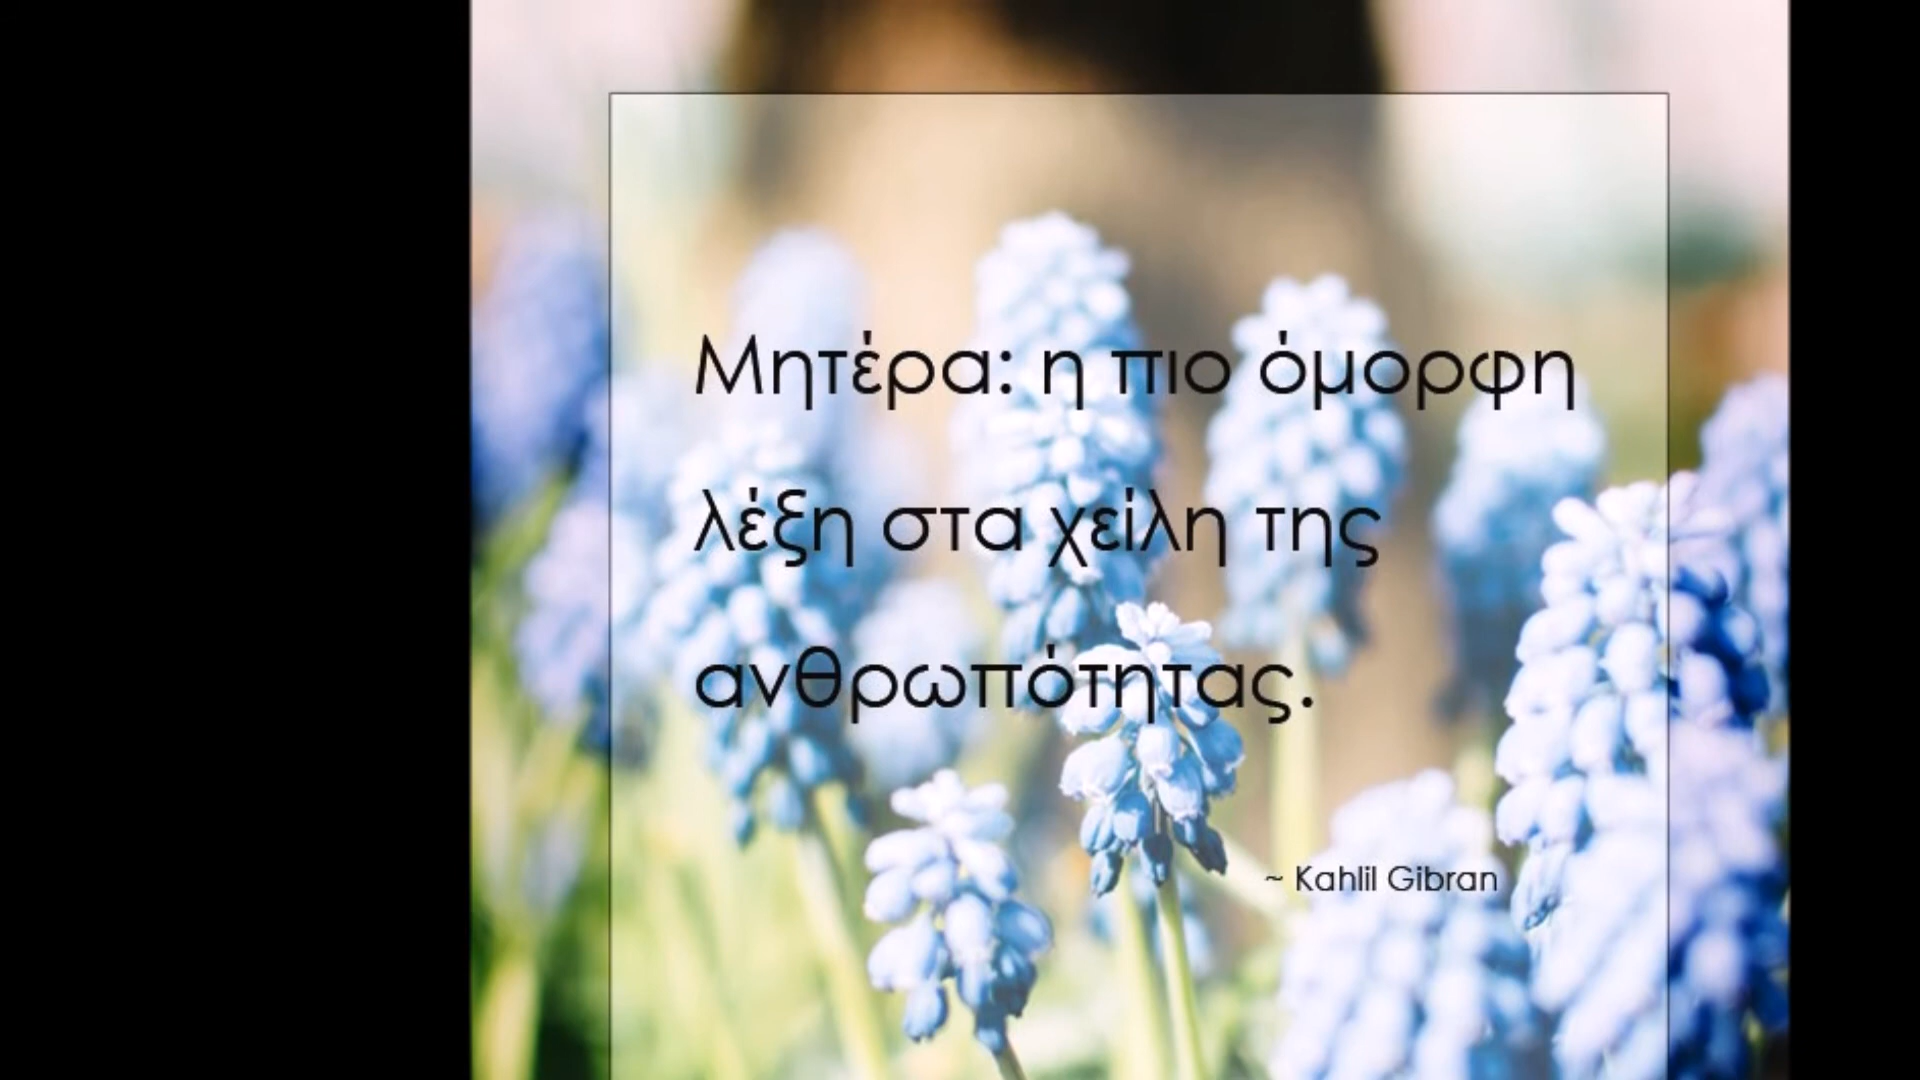 Μητέρα: η πιο όμορφη
λέξη στα χείλη της
ανθρωπότητας.
~ Kahlil Gibran